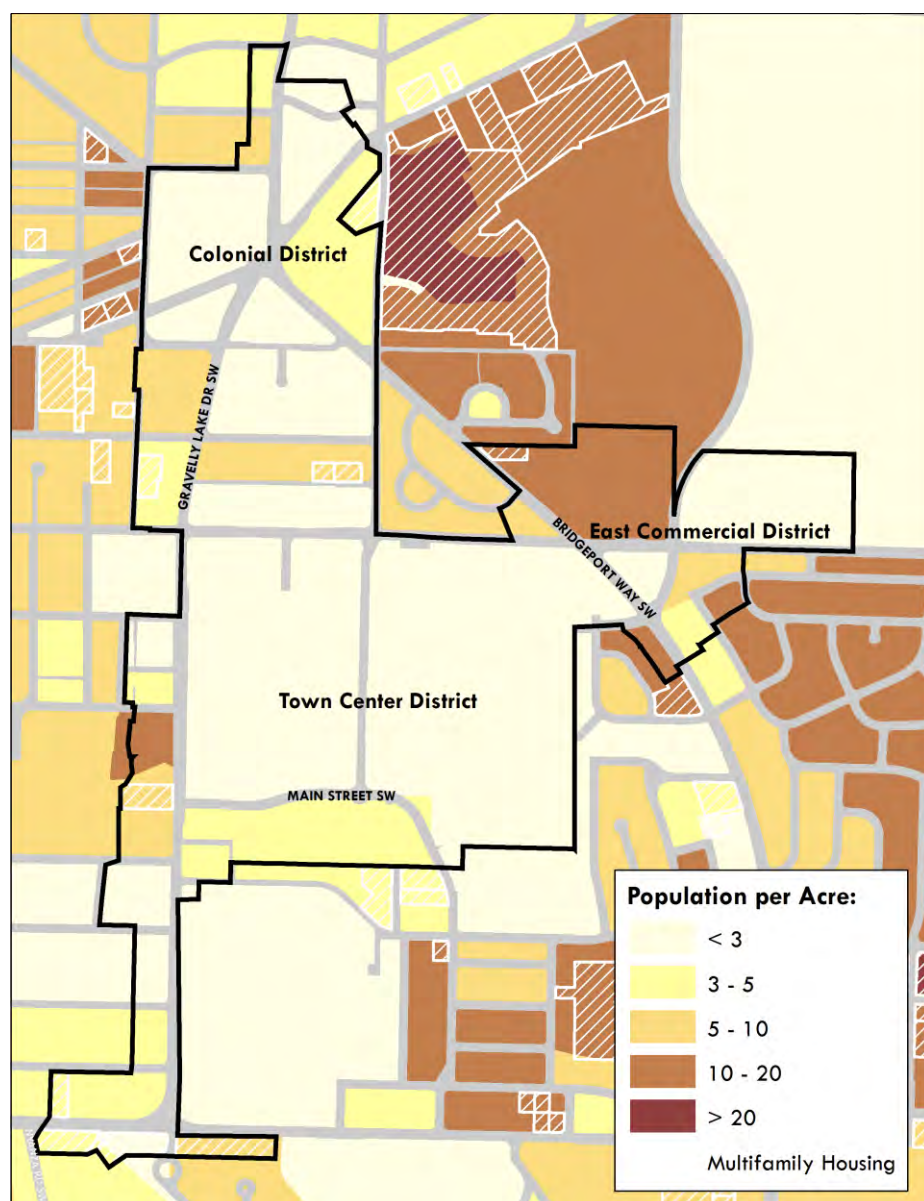 Colonial District
GRAVELLY LAKE DR SW
East Commercial District
BRIDGEPORT WAY SW
Town Center District
MAIN STREET SW
Population per Acre:
< 3
3 - 5
5 - 10
10 - 20
> 20
Multifamily Housing